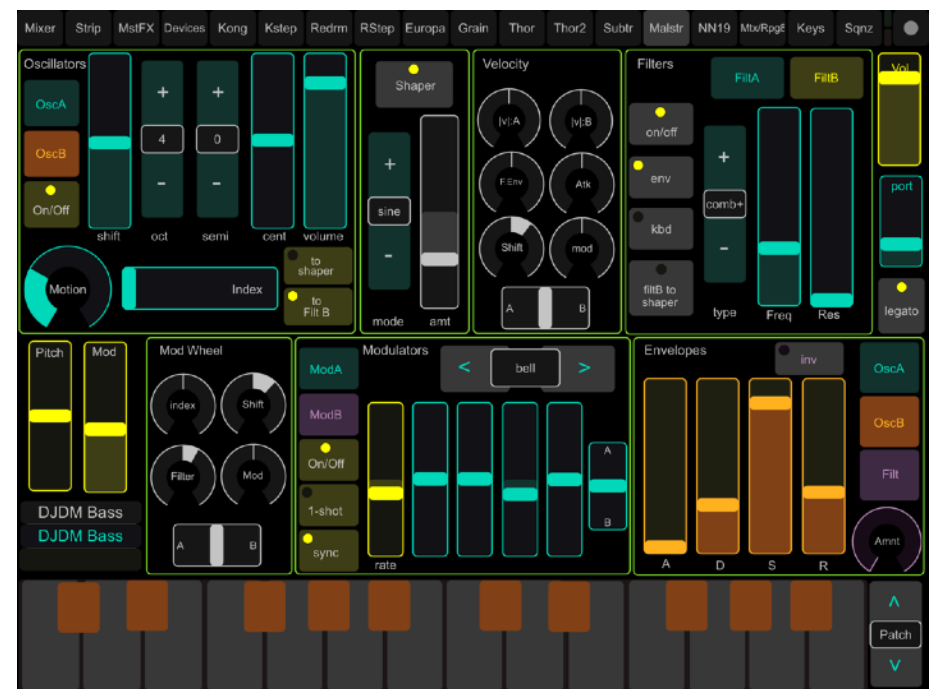 Mixer Strip MstFX Devices Kong Kstep Redrm RStep Europa Grain Thor Thor2 Subtr Malstr NN19 Mtx/RpgE Keys Sqnz
Oscillators
OscA
OscB
On/Off
+ +
4 0
- -
shift oct semi cent volume
Motion
Index
to
shaper
to
Filt B
Shaper
+
sine
-
mode amt
Velocity
|v|:A |v|:B
F.Env Atk
Shift mod
A B
Filters
FiltA FiltB
on/off
env
kbd
filtB to
shaper
+
comb+
-
type Freq Res
Vol
port
legato
Pitch Mod
DJDM Bass
DJDM Bass
Mod Wheel
index Shift
Filter Mod
A B
Modulators
< bell >
ModA
ModB
On/Off
1-shot
sync
rate
A
B
Envelopes
inv
OscA
OscB
Filt
Amnt
A D S R
Patch